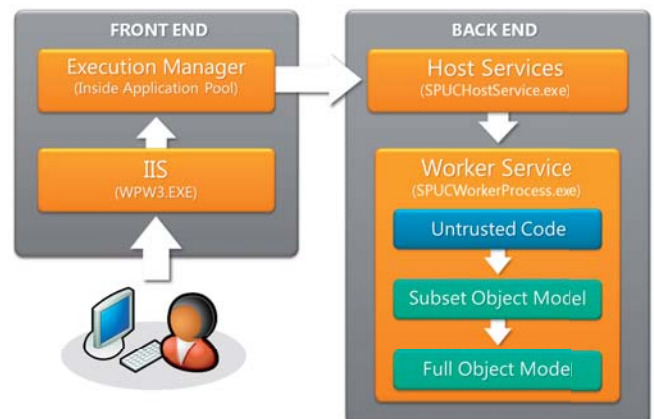 FRONT END
Execution Manager
(Inside Application Pool)
IIS
(WPW3.EXE)
BACK END
Host Services
(SPUCHostService.exe)
Worker Service
(SPUCWorkerProcess.exe)
Untrusted Code
Subset Object Model
Full Object Model